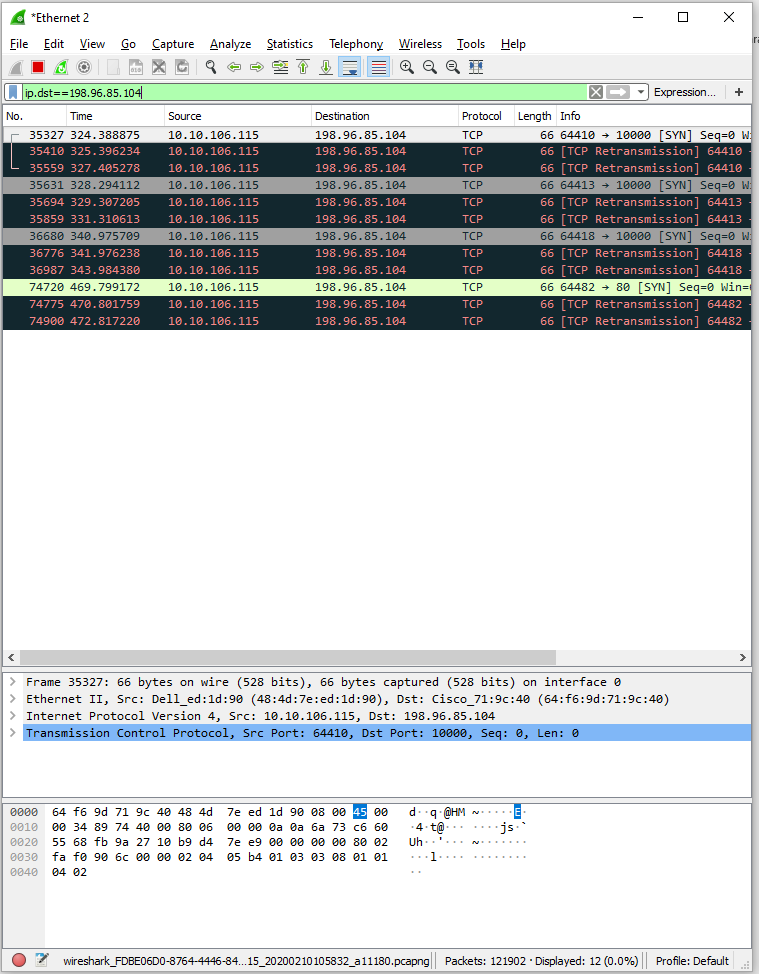 *Ethernet 2
File Edit View Go Capture Analyze Statistics Telephony Wireless Tools Help
ip.dst==198.96.85.104 Expression... +
No. Time Source Destination Protocol Length Info
35327 324.388875 10.10.106.115 198.96.85.104 TCP 66 64410 → 10000 [SYN] Seq=0 Wi
35410 325.396234 10.10.106.115 198.96.85.104 TCP 66 [TCP Retransmission] 64410
35559 327.405278 10.10.106.115 198.96.85.104 TCP 66 [TCP Retransmission] 64410
35631 328.294112 10.10.106.115 198.96.85.104 TCP 66 64413 → 10000 [SYN] Seq=0 Wi
35694 329.307205 10.10.106.115 198.96.85.104 TCP 66 [TCP Retransmission] 64413
35859 331.310613 10.10.106.115 198.96.85.104 TCP 66 [TCP Retransmission] 64413
36680 340.975709 10.10.106.115 198.96.85.104 TCP 66 64418 → 10000 [SYN] Seq=0 Wi
36776 341.976238 10.10.106.115 198.96.85.104 TCP 66 [TCP Retransmission] 64418
36987 343.984380 10.10.106.115 198.96.85.104 TCP 66 [TCP Retransmission] 64418
74720 469.799172 10.10.106.115 198.96.85.104 TCP 66 64482 → 80 [SYN] Seq=0 Win=
74775 470.801759 10.10.106.115 198.96.85.104 TCP 66 [TCP Retransmission] 64482
74900 472.817220 10.10.106.115 198.96.85.104 TCP 66 [TCP Retransmission] 64482
Frame 35327: 66 bytes on wire (528 bits), 66 bytes captured (528 bits) on interface 0
Ethernet II, Src: Dell_ed:1d:90 (48:4d:7e:ed:1d:90), Dst: Cisco_71:9c:40 (64:f6:9d:71:9c:40)
Internet Protocol Version 4, Src: 10.10.106.115, Dst: 198.96.85.104
Transmission Control Protocol, Src Port: 64410, Dst Port: 10000, Seq: 0, Len: 0
0000 64 f6 9d 71 9c 40 48 4d 7e ed 1d 90 08 00 45 00 d··q·@HM ~·····E·
0010 00 34 89 74 40 00 80 06 00 00 0a 0a 6a 73 c6 60 ·4·t@··· ····js·`
0020 55 68 fb 9a 27 10 b9 d4 7e e9 00 00 00 00 80 02 Uh··'··· ~·······
0030 fa f0 90 6c 00 00 02 04 05 b4 01 03 03 08 01 01 ···l···· ········
0040 04 02 ··
wireshark_FDBE06D0-8764-4446-84...15_20200210105832_a11180.pcapng Packets: 121902 · Displayed: 12 (0.0%) Profile: Default